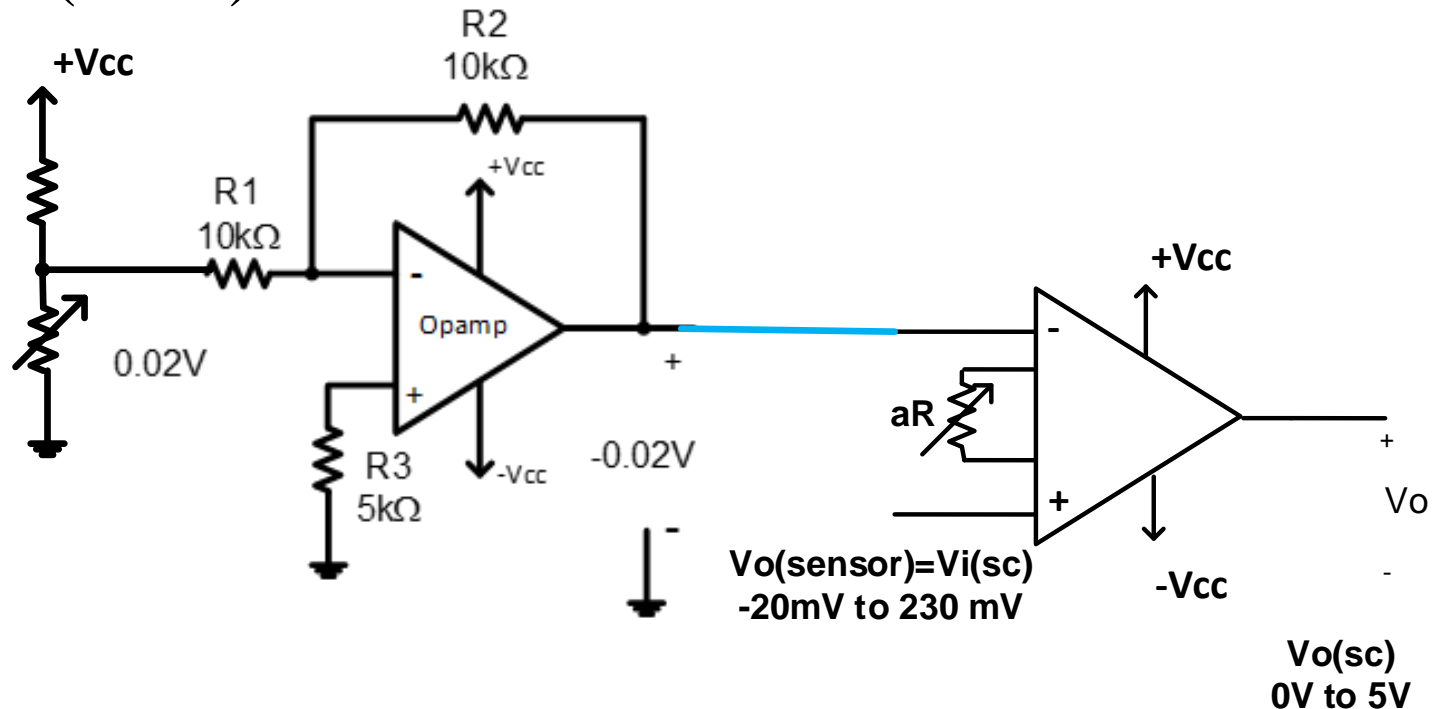 +Vcc
R2
10kΩ
+Vcc
R1
10kΩ
-
Opamp
+
0.02V
R3
5kΩ
-Vcc
+
-0.02V
-
+Vcc
-
aR
+
Vo(sensor)=Vi(sc)
-20mV to 230 mV
-Vcc
+
Vo
-
Vo(sc)
0V to 5V